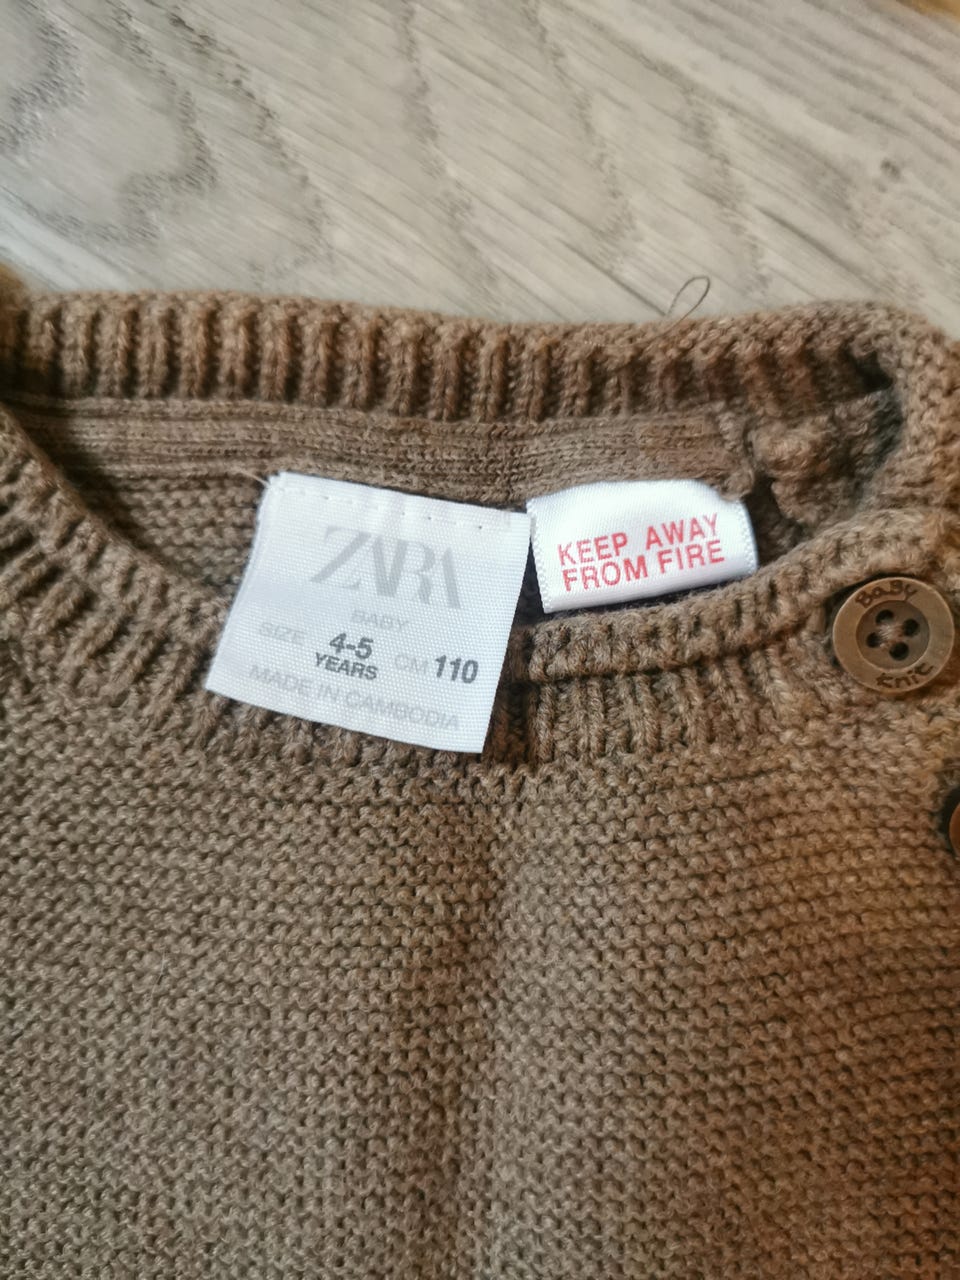 ZARA
BABY
SIZE 4-5 YEARS CM 110
MADE IN CAMBODIA
KEEP AWAY
FROM FIRE
Baby
Knit